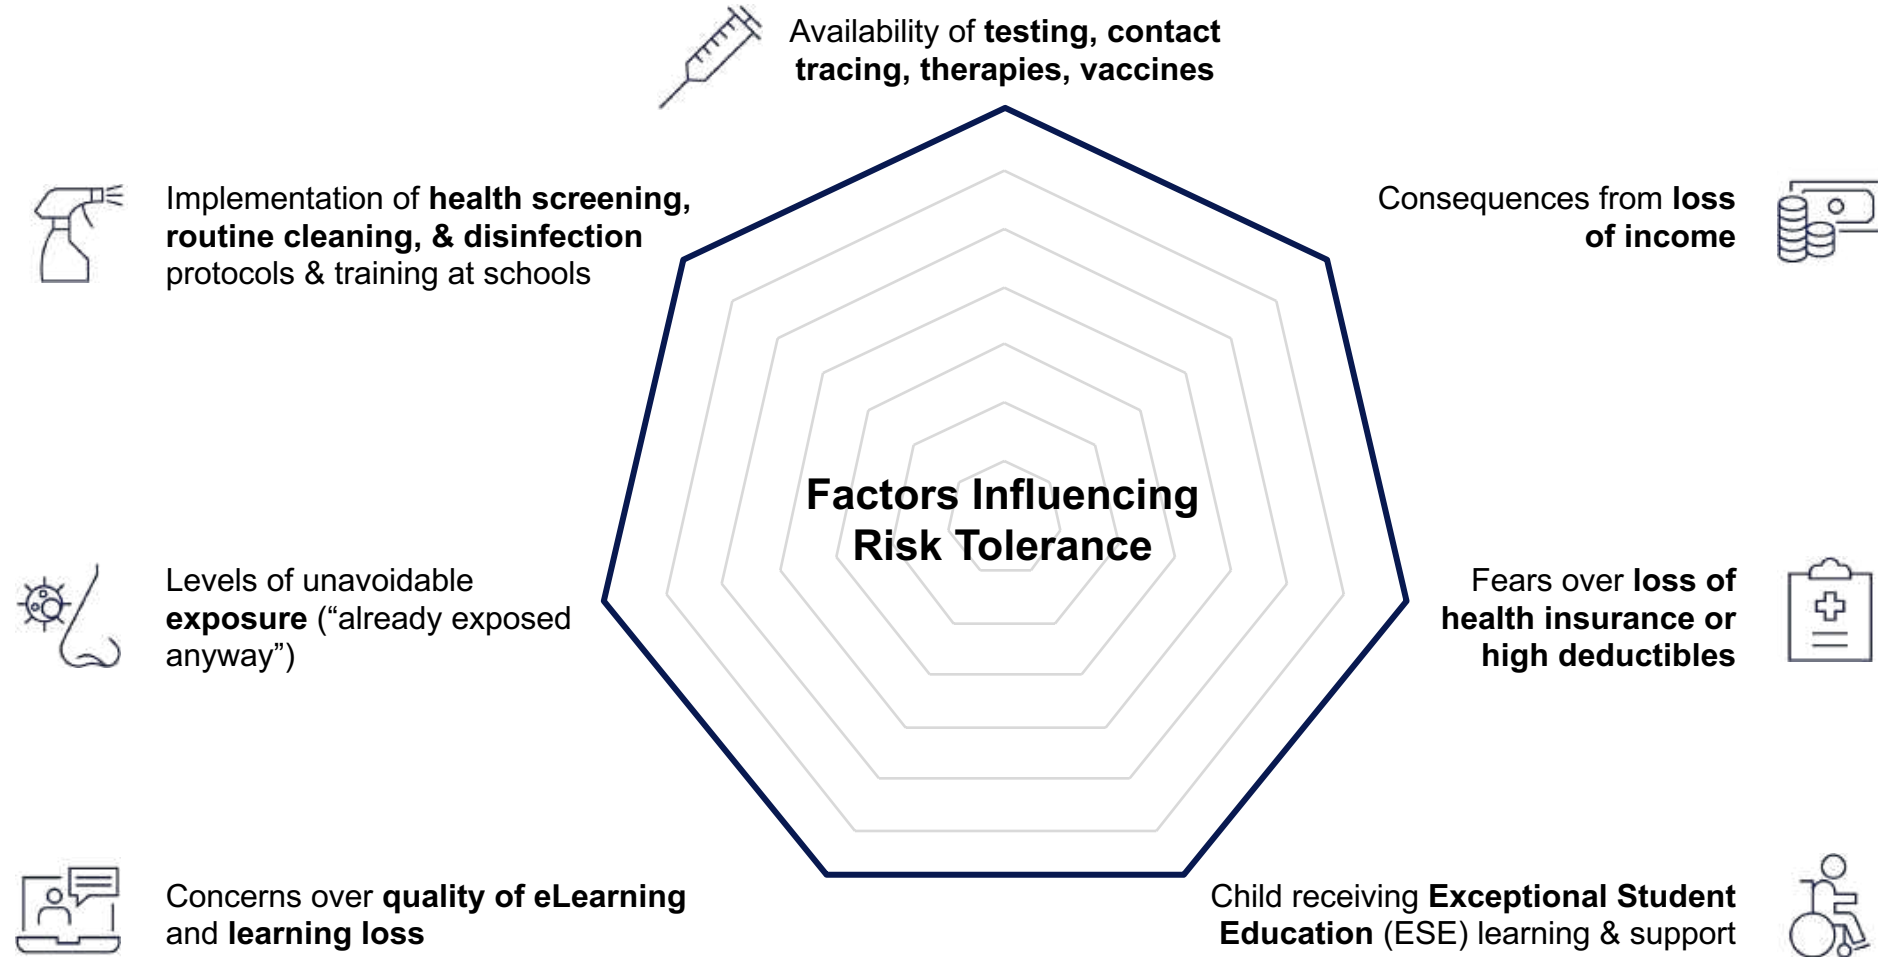 Availability of testing, contact
tracing, therapies, vaccines
Implementation of health screening,
routine cleaning, & disinfection
protocols & training at schools
Consequences from loss
of income
Factors Influencing
Risk Tolerance
Levels of unavoidable
exposure (“already exposed
anyway”)
Fears over loss of
health insurance or
high deductibles
Concerns over quality of eLearning
and learning loss
Child receiving Exceptional Student
Education (ESE) learning & support